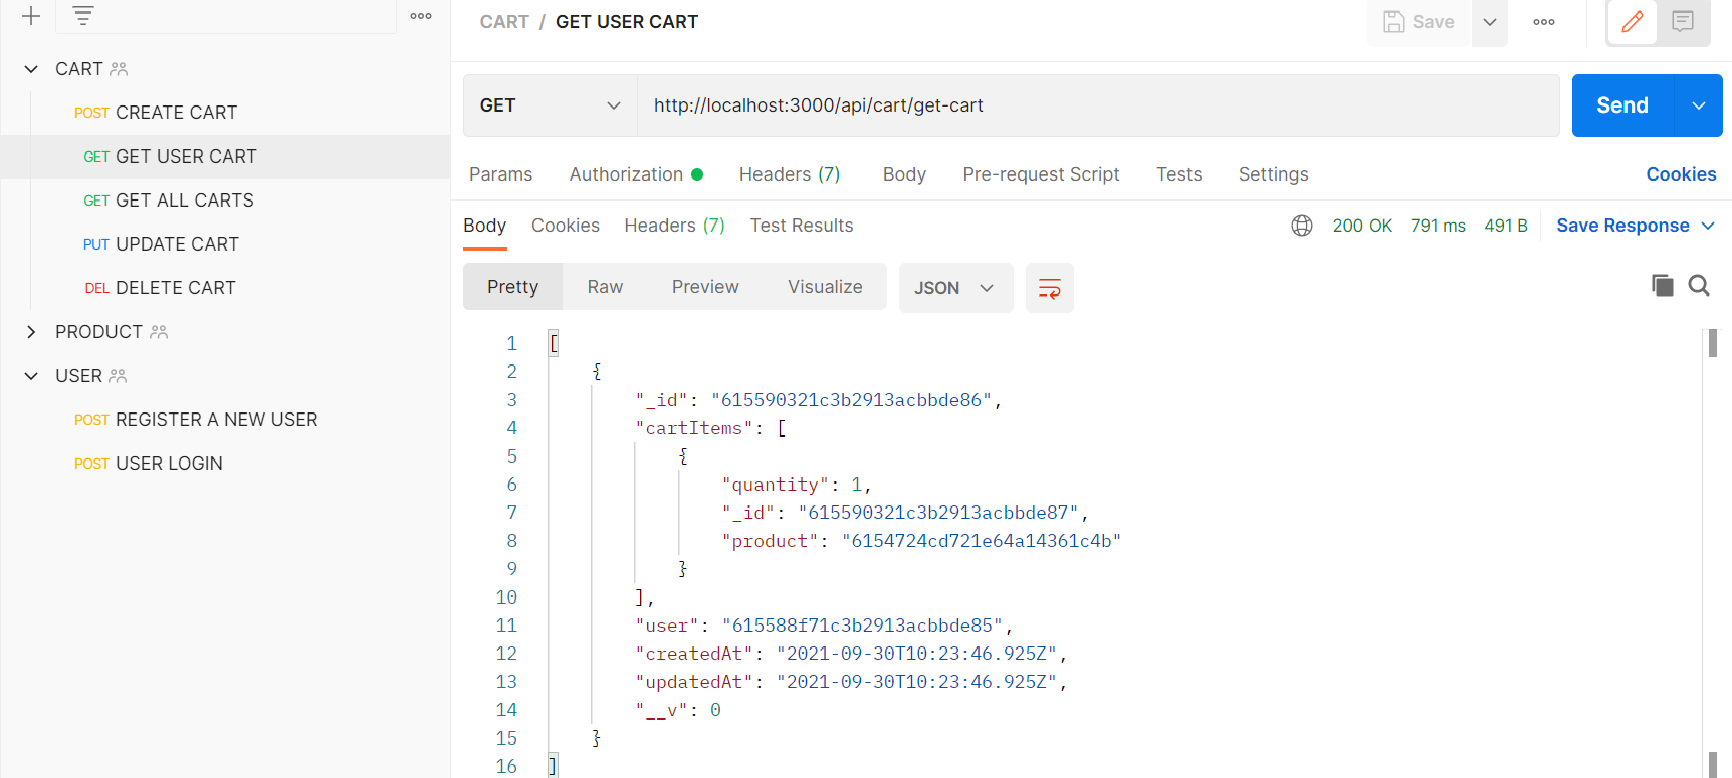 CART / GET USER CART
Save
CART
POST CREATE CART
GET USER CART
GET GET ALL CARTS
PUT UPDATE CART
DEL DELETE CART
PRODUCT
USER
POST REGISTER A NEW USER
POST USER LOGIN
GET http://localhost:3000/api/cart/get-cart Send
Params Authorization Headers (7) Body Pre-request Script Tests Settings Cookies
Body Cookies Headers (7) Test Results 200 OK 791 ms 491 B Save Response
Pretty Raw Preview Visualize JSON
1 [
2 {
3 "_id": "615590321c3b2913acbbde86",
4 "cartItems": [
5 {
6 "quantity": 1,
7 "_id": "615590321c3b2913acbbde87",
8 "product": "6154724cd721e64a14361c4b"
9 }
10 ],
11 "user": "615588f71c3b2913acbbde85",
12 "createdAt": "2021-09-30T10:23:46.925Z",
13 "updatedAt": "2021-09-30T10:23:46.925Z",
14 "__v": 0
15 }
16 ]